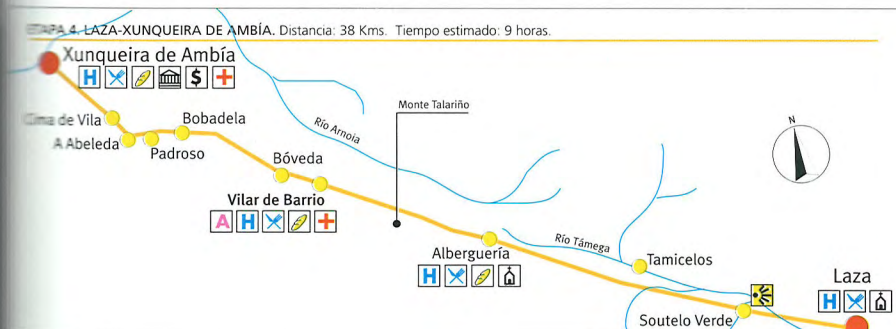 ETAPA 4. LAZA-XUNQUEIRA DE AMBÍA. Distancia: 38 Kms. Tiempo estimado: 9 horas.
Xunqueira de Ambía
H $
Cima de Vila
A Abeleda
Padroso
Bobadela
Río Arnoia
Monte Talariño
N
Bóveda
Vilar de Barrio
A H
Alberguería
H
Río Támega
Tamicelos
Laza
H
Soutelo Verde